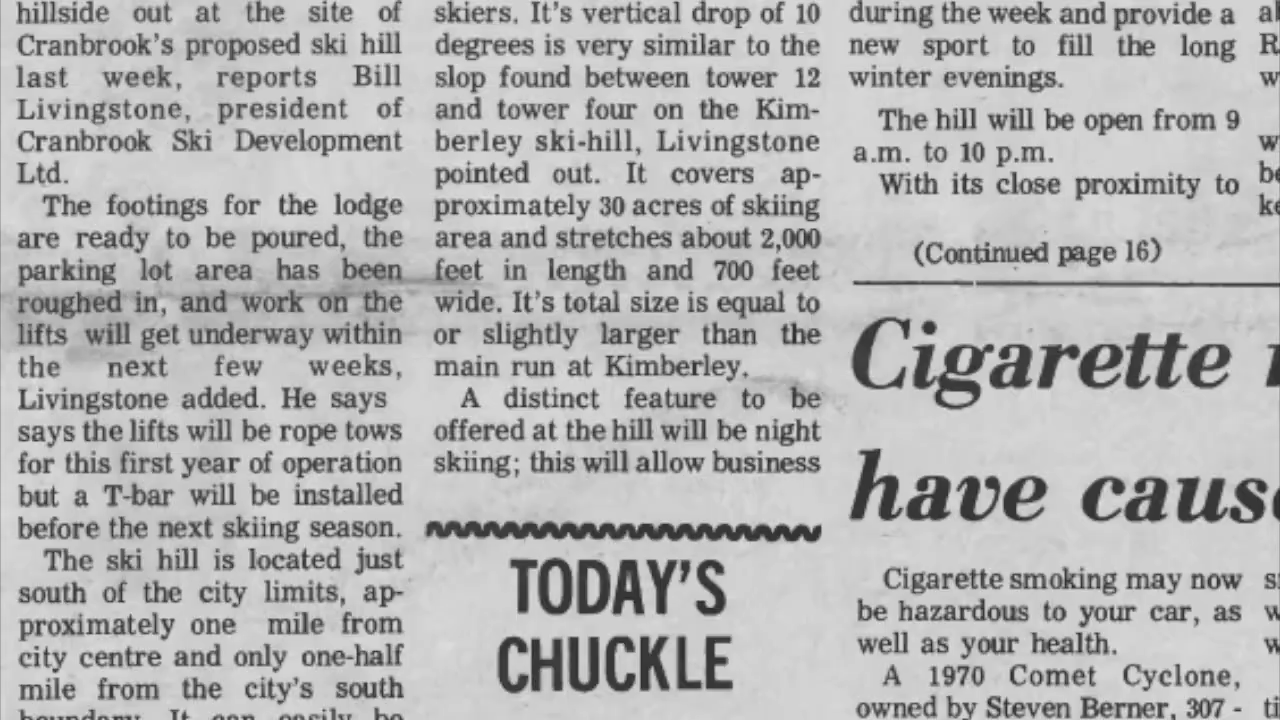 hillside out at the site of
Cranbrook's proposed ski hill
last week, reports Bill
Livingstone, president of
Cranbrook Ski Development
Ltd.
The footings for the lodge
are ready to be poured, the
parking lot area has been
roughed in, and work on the
lifts will get underway within
the next few weeks,
Livingstone added. He says
says the lifts will be rope tows
for this first year of operation
but a T-bar will be installed
before the next skiing season.
The ski hill is located just
south of the city limits, ap-
proximately one mile from
city centre and only one-half
mile from the city's south
boundary. It can easily be
skiers. It's vertical drop of 10
degrees is very similar to the
slop found between tower 12
and tower four on the Kim-
berley ski-hill, Livingstone
pointed out. It covers ap-
proximately 30 acres of skiing
area and stretches about 2,000
feet in length and 700 feet
wide. It's total size is equal to
or slightly larger than the
main run at Kimberley.
A distinct feature to be
offered at the hill will be night
skiing; this will allow business
TODAY'S
CHUCKLE
during the week and provide a
new sport to fill the long
winter evenings.
The hill will be open from 9
a.m. to 10 p.m.
With its close proximity to
(Continued page 16)
Cigarette
have cause
Cigarette smoking may now
be hazardous to your car, as
well as your health.
A 1970 Comet Cyclone,
owned by Steven Berner, 307 -